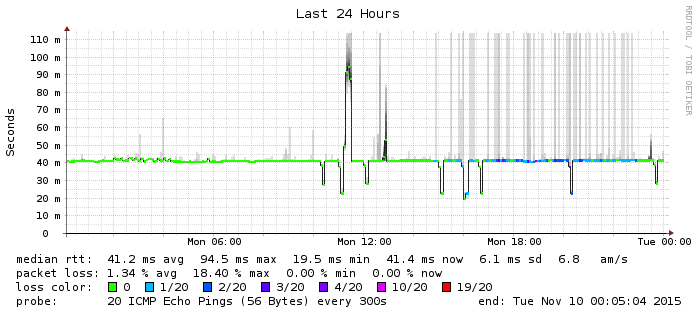 Last 24 Hours
RRDTOOL / TOBI OETIKER
Seconds
110 m
100 m
90 m
80 m
70 m
60 m
50 m
40 m
30 m
20 m
10 m
0
Mon 06:00 Mon 12:00 Mon 18:00 Tue 00:00
median rtt: 41.2 ms avg 94.5 ms max 19.5 ms min 41.4 ms now 6.1 ms sd 6.8 am/s
packet loss: 1.34 % avg 18.40 % max 0.00 % min 0.00 % now
loss color: 0 1/20 2/20 3/20 4/20 10/20 19/20
probe: 20 ICMP Echo Pings (56 Bytes) every 300s end: Tue Nov 10 00:05:04 2015